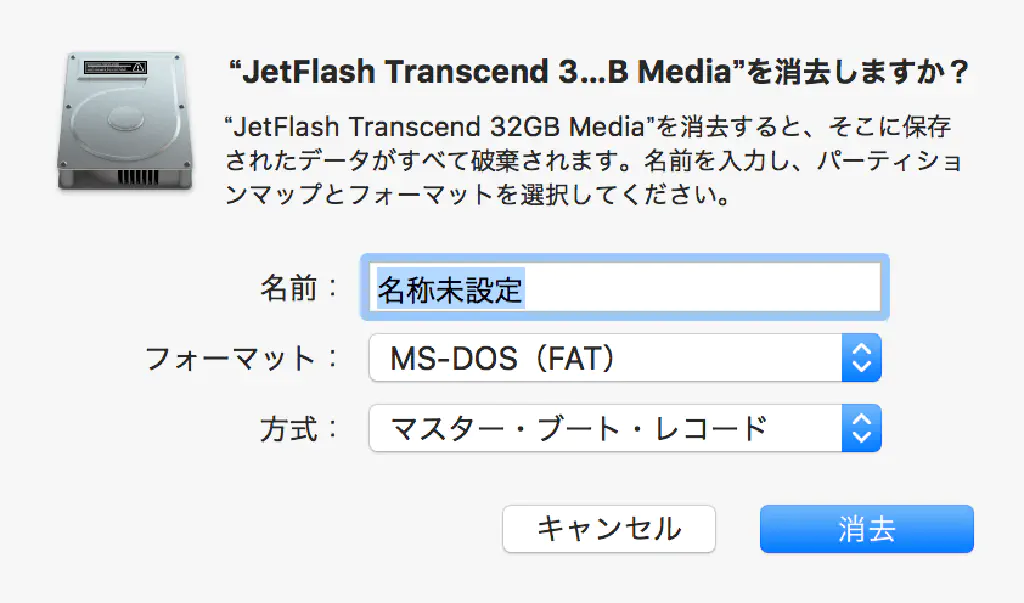 “JetFlash Transcend 3...B Media”を消去しますか？
“JetFlash Transcend 32GB Media”を消去すると、そこに保存
されたデータがすべて破棄されます。名前を入力し、パーティショ
ンマップとフォーマットを選択してください。
名前： 名称未設定
フォーマット： MS-DOS（FAT）
方式： マスター・ブート・レコード
キャンセル 消去